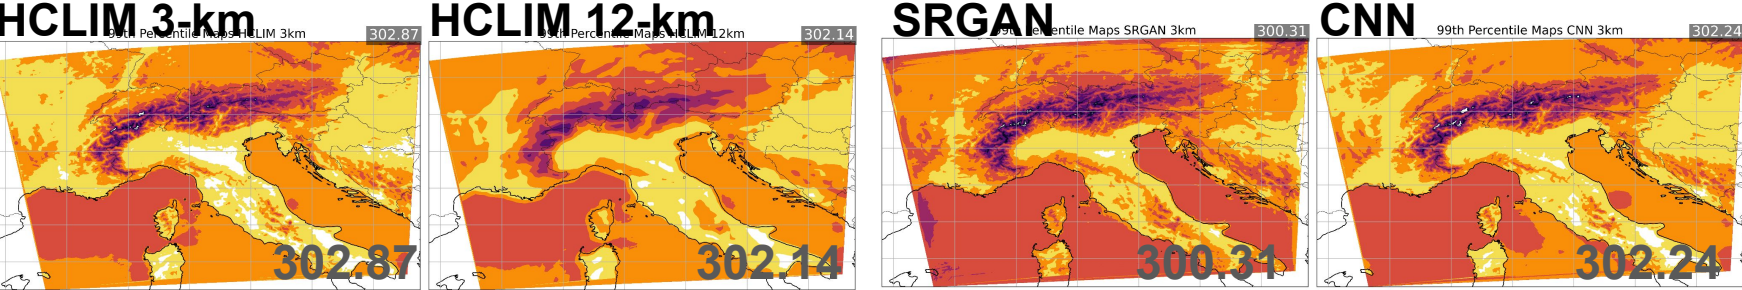 HCLIM 3-km
99th Percentile Maps HCLIM 3km
302.87
302.87
HCLIM 12-km
99th Percentile Maps HCLIM 12km
302.14
302.14
SRGAN
99th Percentile Maps SRGAN 3km
300.31
300.31
CNN
99th Percentile Maps CNN 3km
302.24
302.24